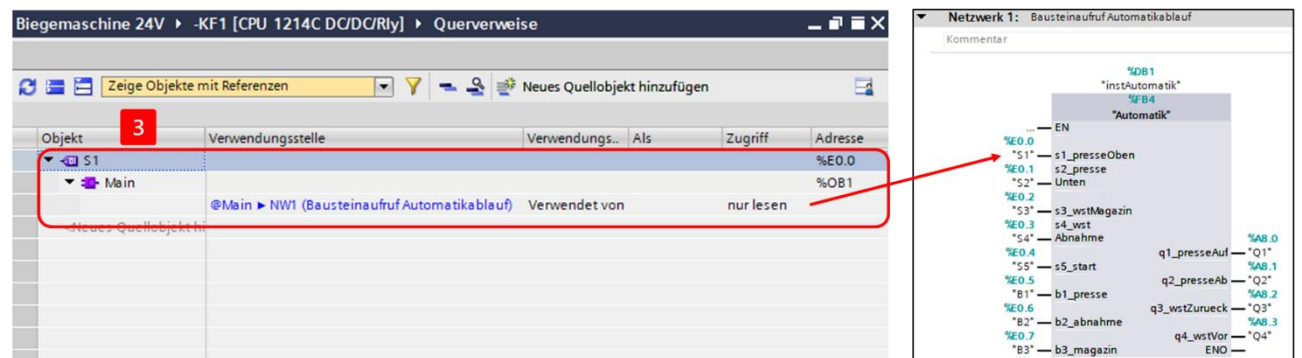 Biegemaschine 24V ▸ -KF1 [CPU 1214C DC/DC/Rly] ▸ Querverweise
Zeige Objekte mit Referenzen
Neues Quellobjekt hinzufügen
3
Objekt Verwendungsstelle Verwendungs.. Als Zugriff Adresse
S1 %E0.0
Main %OB1
@Main ▸ NW1 (Bausteinaufruf Automatikablauf) Verwendet von nur lesen
<Neues Quellobjekt hi
Netzwerk 1: Bausteinaufruf Automatikablauf
Kommentar
%DB1
"instAutomatik"
%FB4
"Automatik"
... EN
%E0.0
"S1" s1_presseOben
%E0.1 s2_presse
"S2" Unten
%E0.2
"S3" s3_wstMagazin
%E0.3 s4_wst
"S4" Abnahme %A8.0
%E0.4 q1_presseAuf "Q1"
"S5" s5_start %A8.1
%E0.5 q2_presseAb "Q2"
"B1" b1_presse %A8.2
%E0.6 q3_wstZurueck "Q3"
"B2" b2_abnahme %A8.3
%E0.7 q4_wstVor "Q4"
"B3" b3_magazin ENO